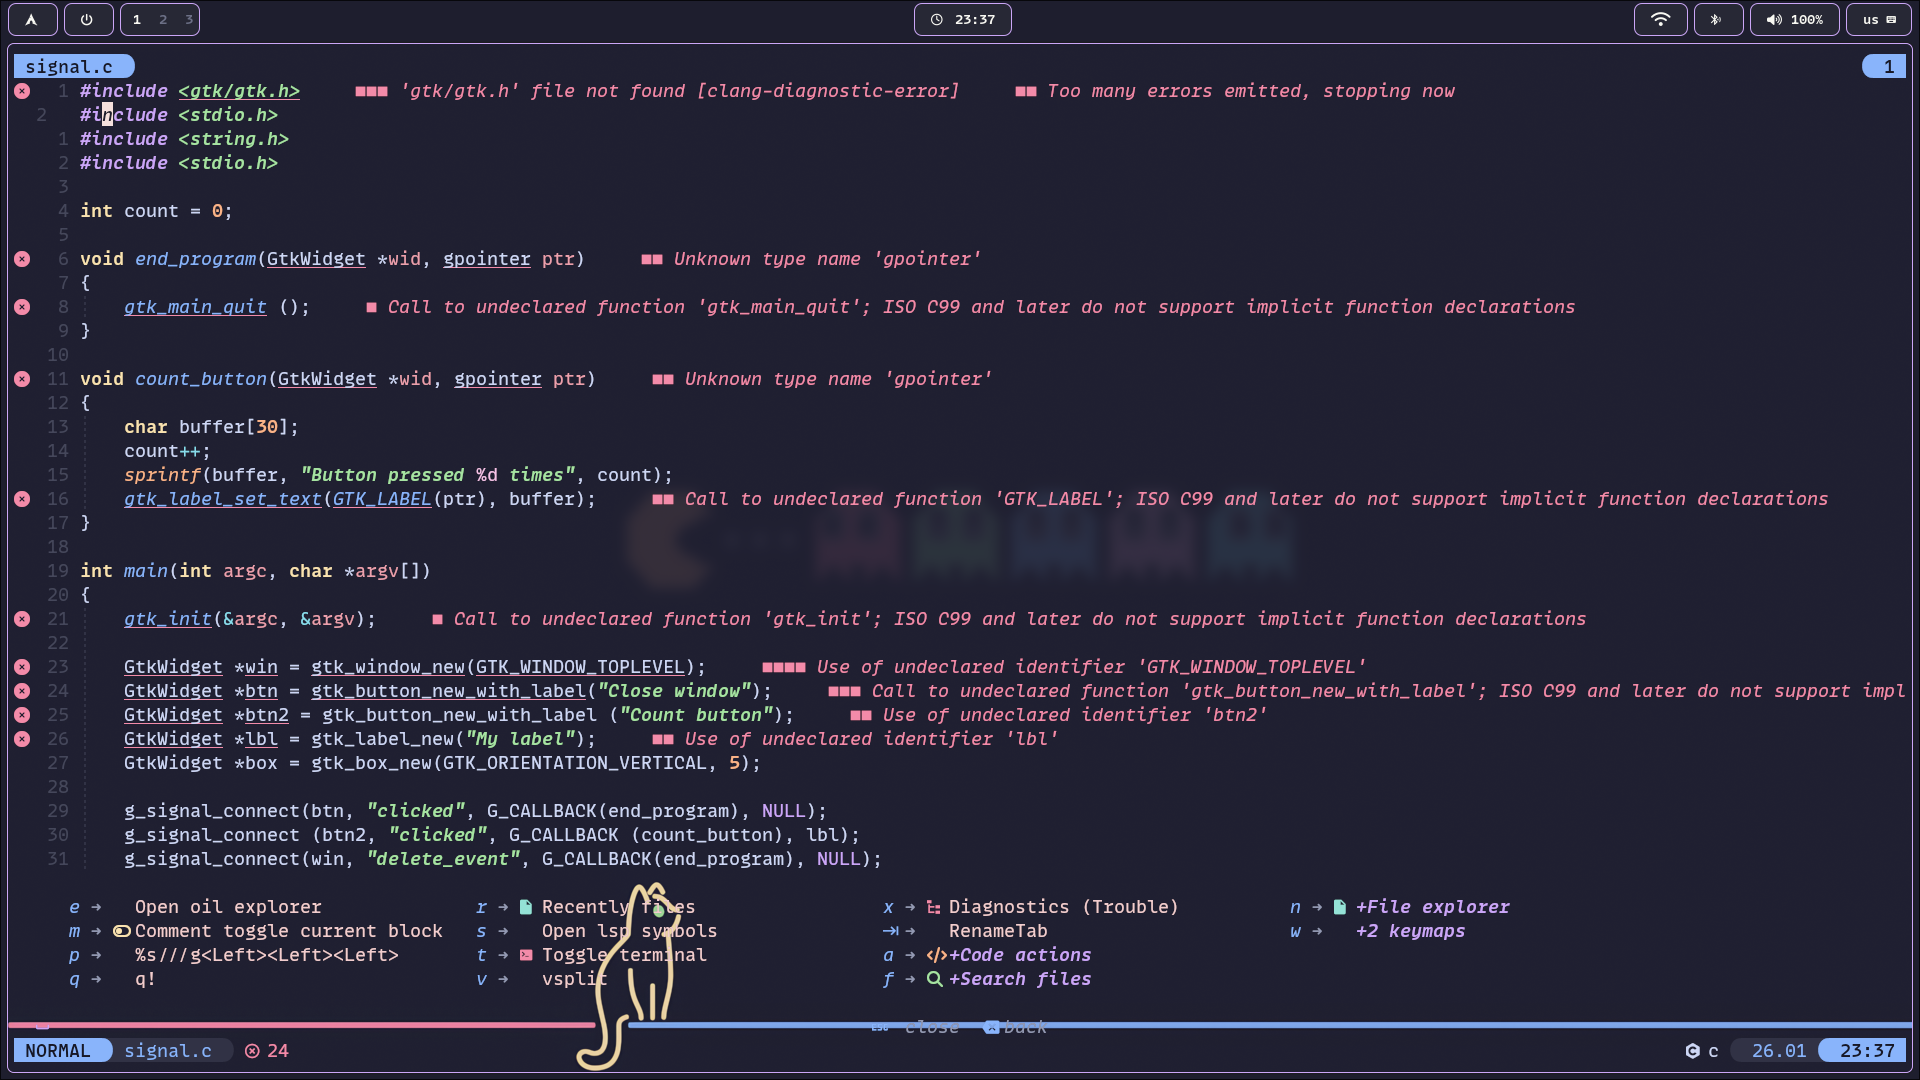 1 2 3
23:37
100%
us
signal.c
1
1 #include <gtk/gtk.h> ■■■ 'gtk/gtk.h' file not found [clang-diagnostic-error] ■■ Too many errors emitted, stopping now
2 #include <stdio.h>
1 #include <string.h>
2 #include <stdio.h>
3
4 int count = 0;
5
6 void end_program(GtkWidget *wid, gpointer ptr) ■■ Unknown type name 'gpointer'
7 {
8 gtk_main_quit (); ■ Call to undeclared function 'gtk_main_quit'; ISO C99 and later do not support implicit function declarations
9 }
10
11 void count_button(GtkWidget *wid, gpointer ptr) ■■ Unknown type name 'gpointer'
12 {
13 char buffer[30];
14 count++;
15 sprintf(buffer, "Button pressed %d times", count);
16 gtk_label_set_text(GTK_LABEL(ptr), buffer); ■■ Call to undeclared function 'GTK_LABEL'; ISO C99 and later do not support implicit function declarations
17 }
18
19 int main(int argc, char *argv[])
20 {
21 gtk_init(&argc, &argv); ■ Call to undeclared function 'gtk_init'; ISO C99 and later do not support implicit function declarations
22
23 GtkWidget *win = gtk_window_new(GTK_WINDOW_TOPLEVEL); ■■■■ Use of undeclared identifier 'GTK_WINDOW_TOPLEVEL'
24 GtkWidget *btn = gtk_button_new_with_label("Close window"); ■■■ Call to undeclared function 'gtk_button_new_with_label'; ISO C99 and later do not support impl
25 GtkWidget *btn2 = gtk_button_new_with_label ("Count button"); ■■ Use of undeclared identifier 'btn2'
26 GtkWidget *lbl = gtk_label_new("My label"); ■■ Use of undeclared identifier 'lbl'
27 GtkWidget *box = gtk_box_new(GTK_ORIENTATION_VERTICAL, 5);
28
29 g_signal_connect(btn, "clicked", G_CALLBACK(end_program), NULL);
30 g_signal_connect (btn2, "clicked", G_CALLBACK (count_button), lbl);
31 g_signal_connect(win, "delete_event", G_CALLBACK(end_program), NULL);
e → Open oil explorer r → Recently files x → Diagnostics (Trouble) n → +File explorer
m → Comment toggle current block s → Open lsp symbols ⇥ → RenameTab w → +2 keymaps
p → %s///g<Left><Left><Left> t → Toggle terminal a → </>+Code actions
q → q! v → vsplit f → +Search files
ESC close back
NORMAL signal.c 24 c 26.01 23:37